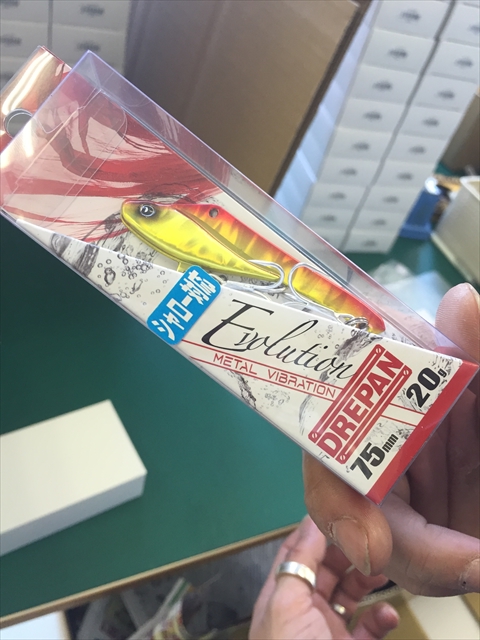 シャロー対応
Evolution
METAL VIBRATION
DREPAN
75mm 20g